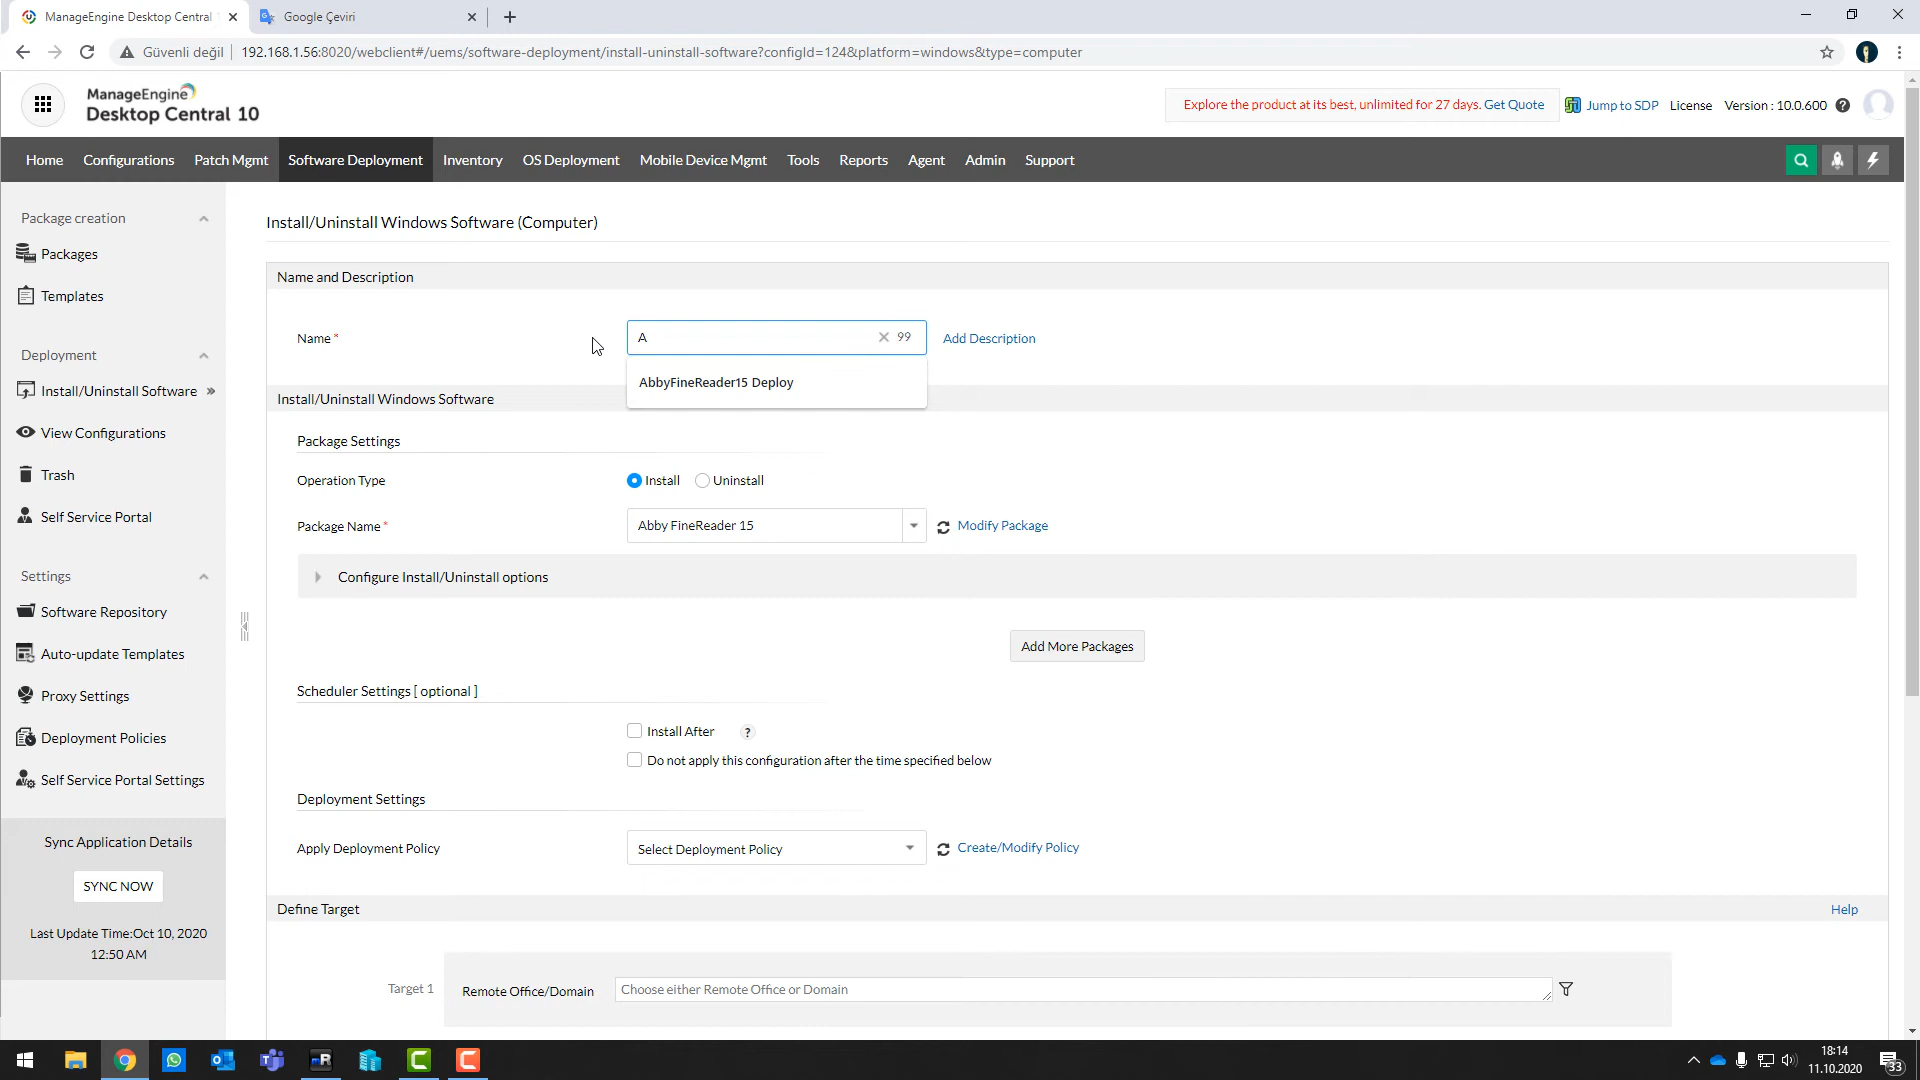 ManageEngine Desktop Central
Google Çeviri
Güvenli değil
192.168.1.56:8020/webclient#/uems/software-deployment/install-uninstall-software?configId=124&platform=windows&type=computer
ManageEngine
Desktop Central 10
Explore the product at its best, unlimited for 27 days. Get Quote
Jump to SDP
License
Version : 10.0.600
Home
Configurations
Patch Mgmt
Software Deployment
Inventory
OS Deployment
Mobile Device Mgmt
Tools
Reports
Agent
Admin
Support
Package creation
Packages
Templates
Deployment
Install/Uninstall Software »
View Configurations
Trash
Self Service Portal
Settings
Software Repository
Auto-update Templates
Proxy Settings
Deployment Policies
Self Service Portal Settings
Sync Application Details
SYNC NOW
Last Update Time:Oct 10, 2020
12:50 AM
Install/Uninstall Windows Software (Computer)
Name and Description
Name *
A
99
Add Description
AbbyFineReader15 Deploy
Install/Uninstall Windows Software
Package Settings
Operation Type
Install
Uninstall
Package Name *
Abby FineReader 15
Modify Package
Configure Install/Uninstall options
Add More Packages
Scheduler Settings [ optional ]
Install After
?
Do not apply this configuration after the time specified below
Deployment Settings
Apply Deployment Policy
Select Deployment Policy
Create/Modify Policy
Define Target
Help
Target 1
Remote Office/Domain
Choose either Remote Office or Domain
18:14
11.10.2020
33